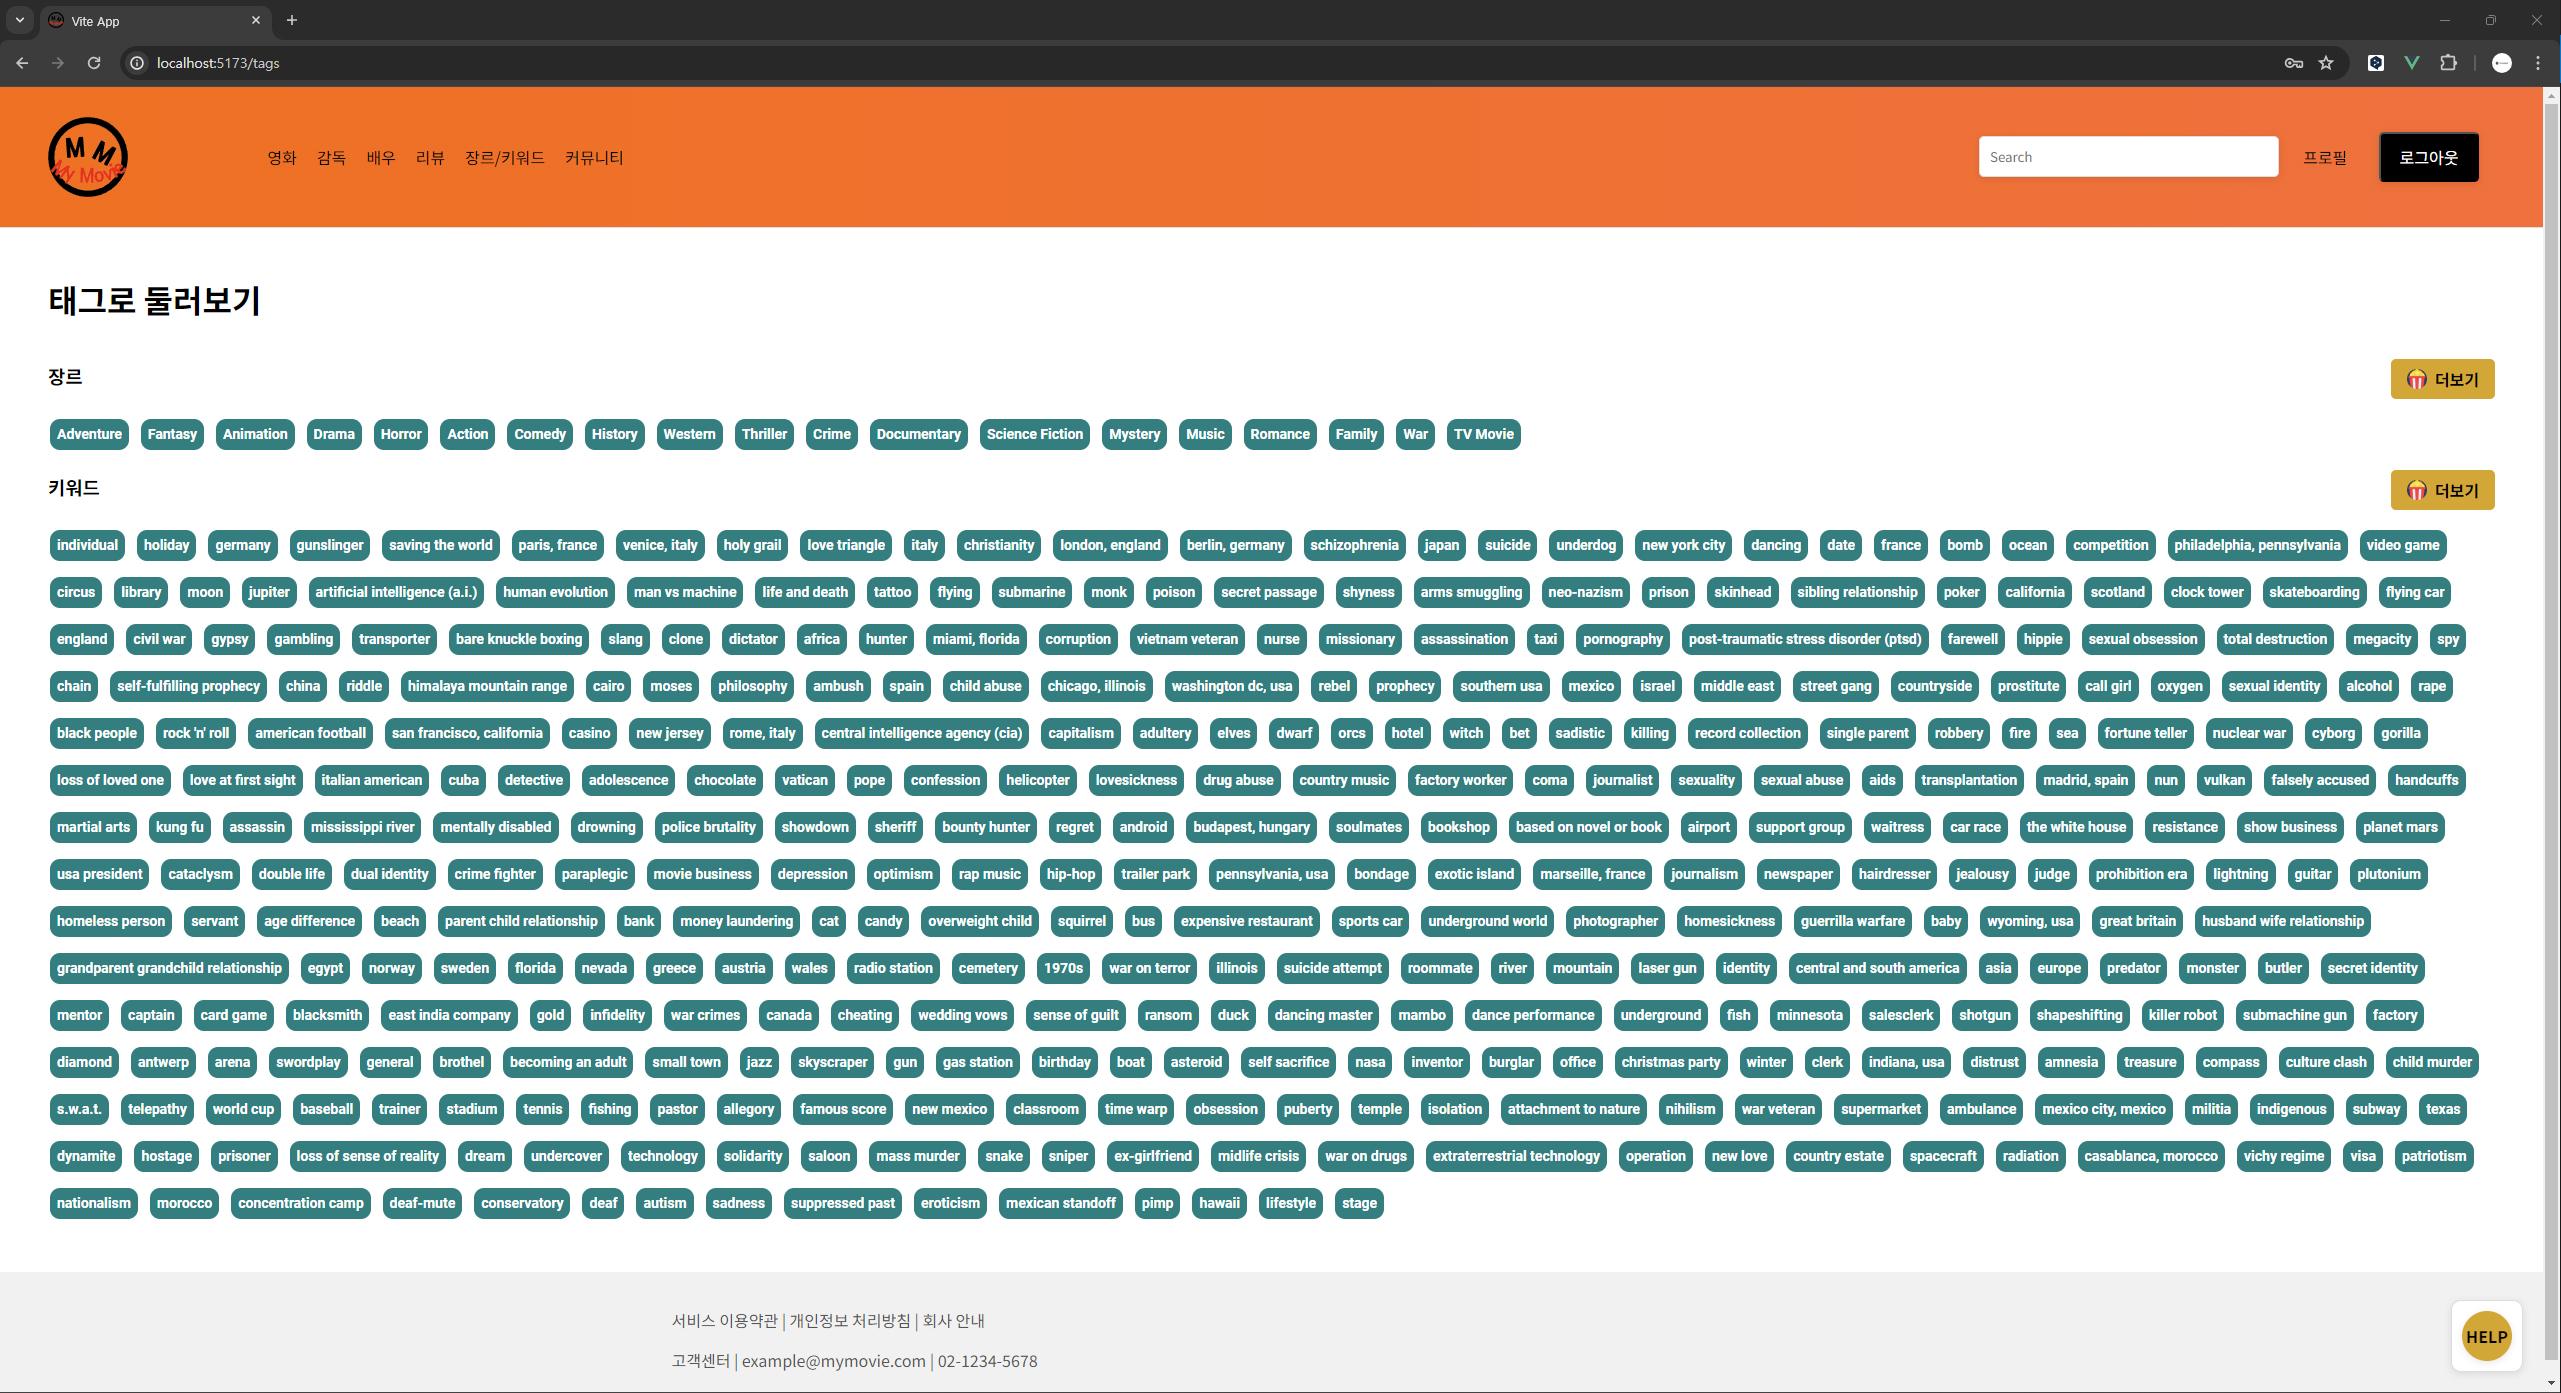 Vite App
localhost:5173/tags
M M
My Movie
영화 감독 배우 리뷰 장르/키워드 커뮤니티 Search 프로필 로그아웃
태그로 둘러보기
장르 더보기
Adventure Fantasy Animation Drama Horror Action Comedy History Western Thriller Crime Documentary Science Fiction Mystery Music Romance Family War TV Movie
키워드 더보기
individual holiday germany gunslinger saving the world paris, france venice, italy holy grail love triangle italy christianity london, england berlin, germany schizophrenia japan suicide underdog new york city dancing date france bomb ocean competition philadelphia, pennsylvania video game
circus library moon jupiter artificial intelligence (a.i.) human evolution man vs machine life and death tattoo flying submarine monk poison secret passage shyness arms smuggling neo-nazism prison skinhead sibling relationship poker california scotland clock tower skateboarding flying car
england civil war gypsy gambling transporter bare knuckle boxing slang clone dictator africa hunter miami, florida corruption vietnam veteran nurse missionary assassination taxi pornography post-traumatic stress disorder (ptsd) farewell hippie sexual obsession total destruction megacity spy
chain self-fulfilling prophecy china riddle himalaya mountain range cairo moses philosophy ambush spain child abuse chicago, illinois washington dc, usa rebel prophecy southern usa mexico israel middle east street gang countryside prostitute call girl oxygen sexual identity alcohol rape
black people rock 'n' roll american football san francisco, california casino new jersey rome, italy central intelligence agency (cia) capitalism adultery elves dwarf orcs hotel witch bet sadistic killing record collection single parent robbery fire sea fortune teller nuclear war cyborg gorilla
loss of loved one love at first sight italian american cuba detective adolescence chocolate vatican pope confession helicopter lovesickness drug abuse country music factory worker coma journalist sexuality sexual abuse aids transplantation madrid, spain nun vulkan falsely accused handcuffs
martial arts kung fu assassin mississippi river mentally disabled drowning police brutality showdown sheriff bounty hunter regret android budapest, hungary soulmates bookshop based on novel or book airport support group waitress car race the white house resistance show business planet mars
usa president cataclysm double life dual identity crime fighter paraplegic movie business depression optimism rap music hip-hop trailer park pennsylvania, usa bondage exotic island marseille, france journalism newspaper hairdresser jealousy judge prohibition era lightning guitar plutonium
homeless person servant age difference beach parent child relationship bank money laundering cat candy overweight child squirrel bus expensive restaurant sports car underground world photographer homesickness guerrilla warfare baby wyoming, usa great britain husband wife relationship
grandparent grandchild relationship egypt norway sweden florida nevada greece austria wales radio station cemetery 1970s war on terror illinois suicide attempt roommate river mountain laser gun identity central and south america asia europe predator monster butler secret identity
mentor captain card game blacksmith east india company gold infidelity war crimes canada cheating wedding vows sense of guilt ransom duck dancing master mambo dance performance underground fish minnesota salesclerk shotgun shapeshifting killer robot submachine gun factory
diamond antwerp arena swordplay general brothel becoming an adult small town jazz skyscraper gun gas station birthday boat asteroid self sacrifice nasa inventor burglar office christmas party winter clerk indiana, usa distrust amnesia treasure compass culture clash child murder
s.w.a.t. telepathy world cup baseball trainer stadium tennis fishing pastor allegory famous score new mexico classroom time warp obsession puberty temple isolation attachment to nature nihilism war veteran supermarket ambulance mexico city, mexico militia indigenous subway texas
dynamite hostage prisoner loss of sense of reality dream undercover technology solidarity saloon mass murder snake sniper ex-girlfriend midlife crisis war on drugs extraterrestrial technology operation new love country estate spacecraft radiation casablanca, morocco vichy regime visa patriotism
nationalism morocco concentration camp deaf-mute conservatory deaf autism sadness suppressed past eroticism mexican standoff pimp hawaii lifestyle stage
서비스 이용약관 | 개인정보 처리방침 | 회사 안내
고객센터 | example@mymovie.com | 02-1234-5678
HELP